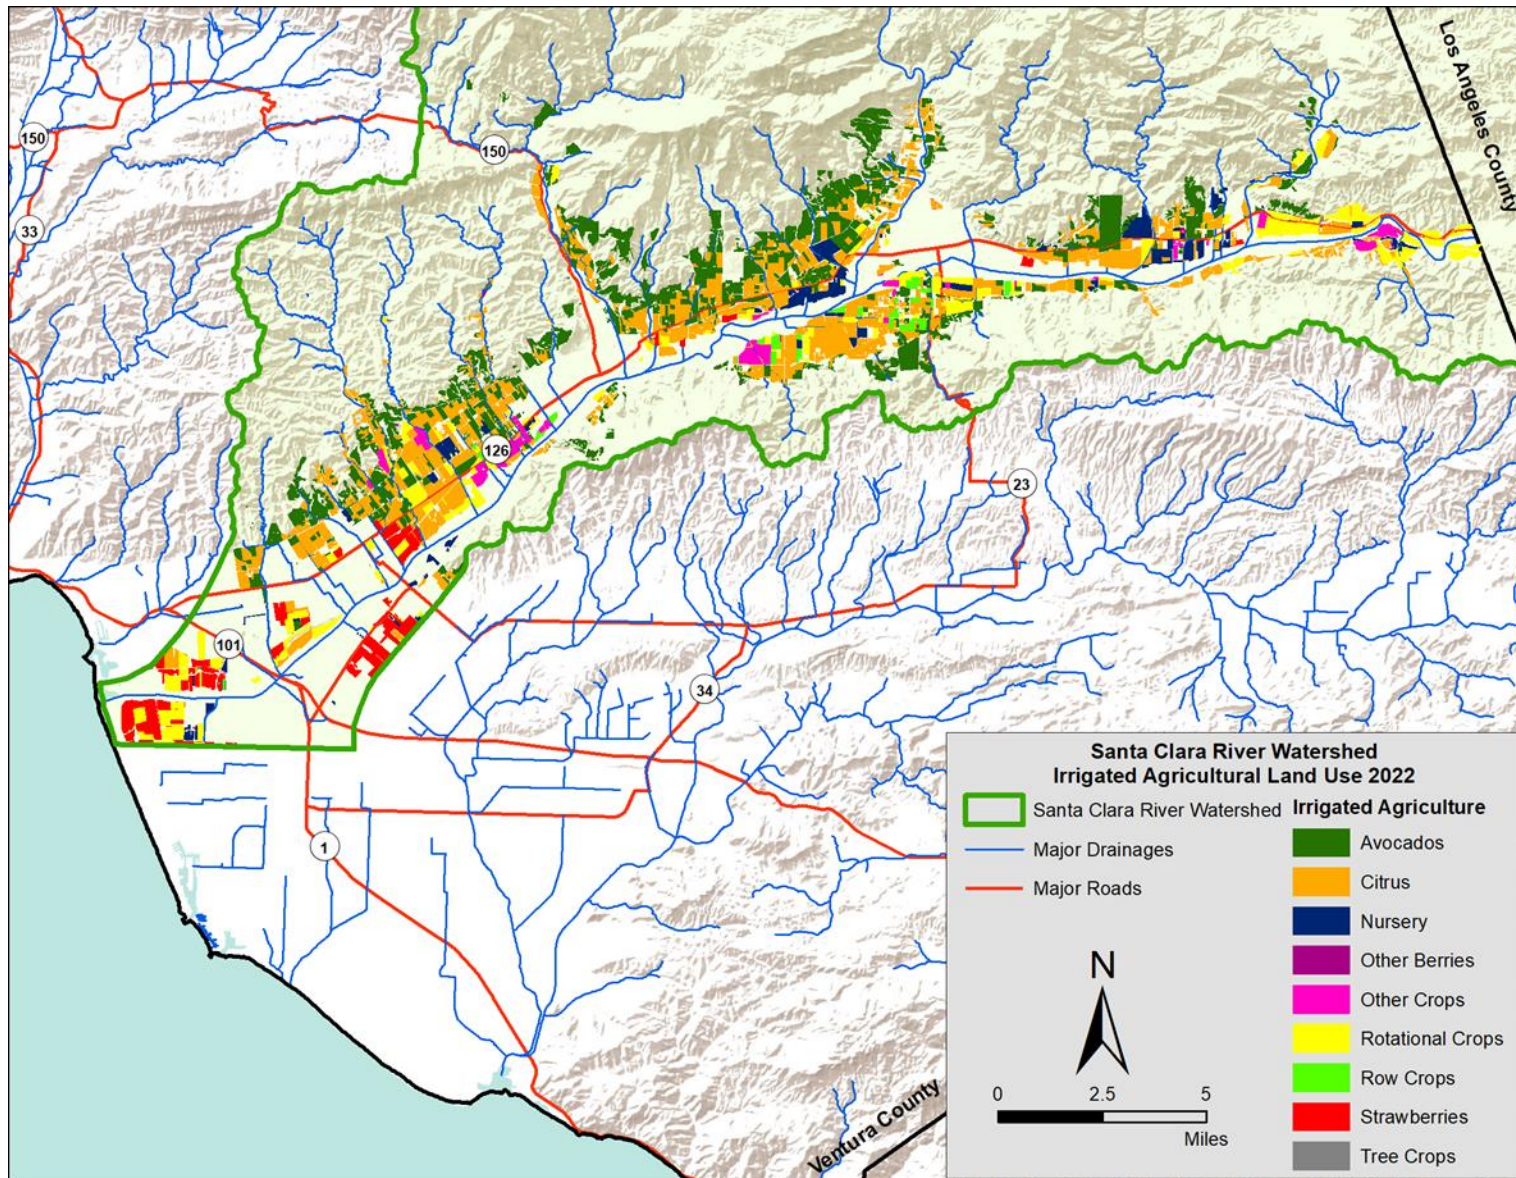 Los Angeles County
150
150
33
126
23
101
34
1
Ventura County
Santa Clara River Watershed
Irrigated Agricultural Land Use 2022
Santa Clara River Watershed
Major Drainages
Major Roads
N
0 2.5 5
Miles
Irrigated Agriculture
Avocados
Citrus
Nursery
Other Berries
Other Crops
Rotational Crops
Row Crops
Strawberries
Tree Crops